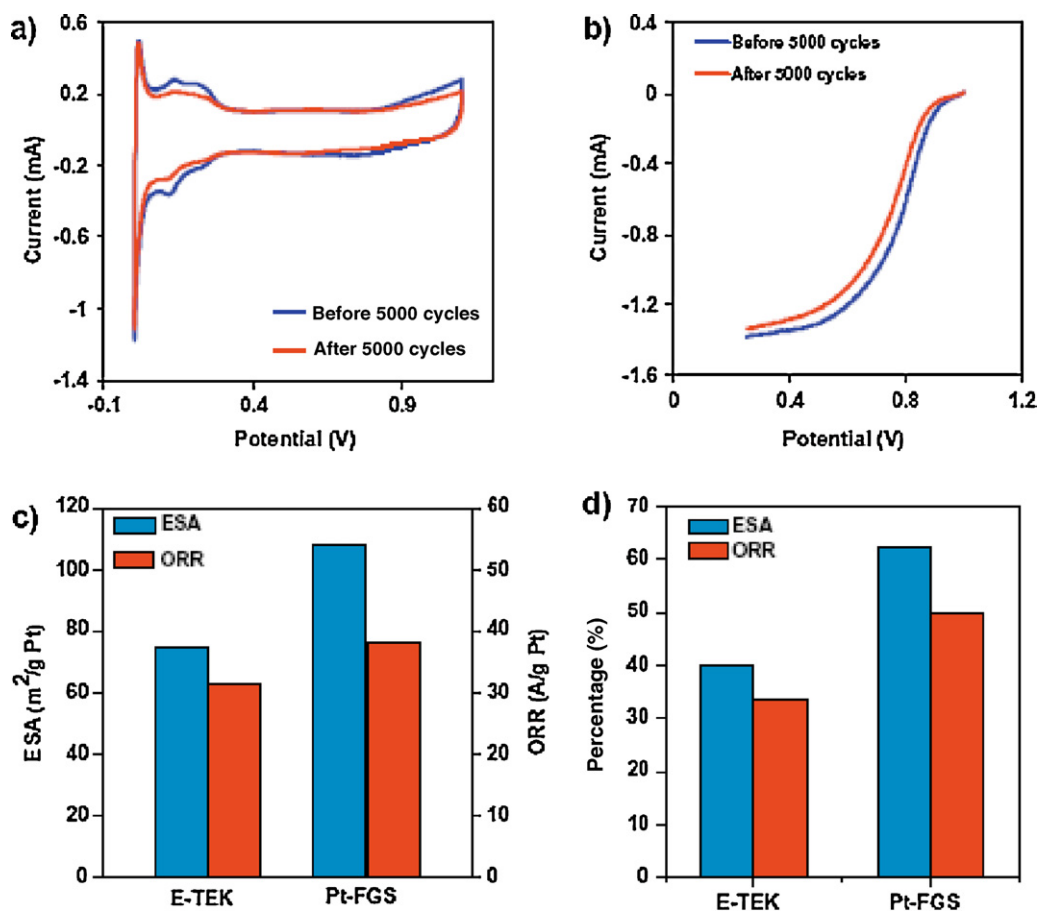 a)
0.6
0.2
-0.2
-0.6
-1
-1.4
-0.1
0.4
0.9
Current (mA)
Potential (V)
Before 5000 cycles
After 5000 cycles
b)
0.4
0
-0.4
-0.8
-1.2
-1.6
0
0.4
0.8
1.2
Current (mA)
Potential (V)
Before 5000 cycles
After 5000 cycles
c)
120
100
80
60
40
20
0
60
50
40
30
20
10
0
ESA (m²/g Pt)
ORR (A/g Pt)
ESA
ORR
E-TEK
Pt-FGS
d)
70
60
50
40
30
20
10
0
Percentage (%)
ESA
ORR
E-TEK
Pt-FGS